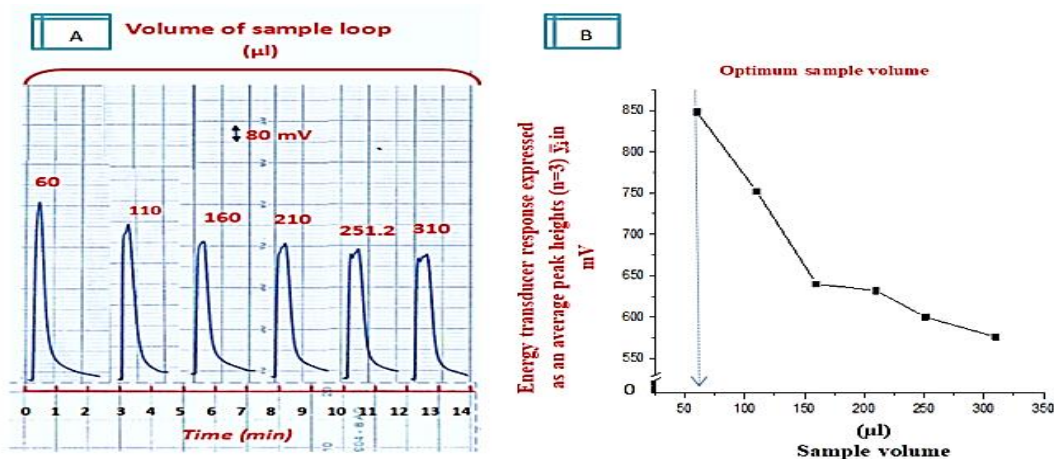 A
Volume of sample loop
(µl)
80 mV
60
110
160
210
251.2
310
0 1 2 3 4 5 6 7 8 9 10 11 12 13 14
Time (min)
B
Optimum sample volume
Energy transducer response expressed
as an average peak heights (n=3) ȳᵢ in
mV
850
800
750
700
650
600
550
0
50 100 150 200 250 300 350
(µl)
Sample volume